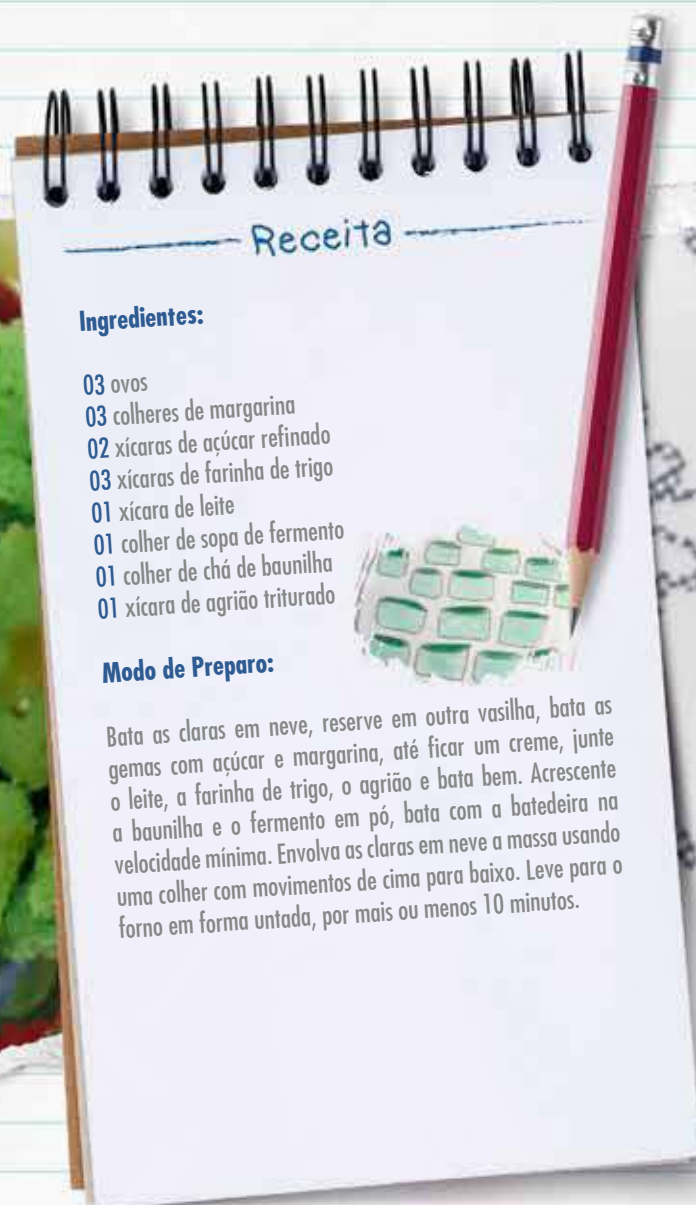 Receita
Ingredientes:
03 ovos
03 colheres de margarina
02 xícaras de açúcar refinado
03 xícaras de farinha de trigo
01 xícara de leite
01 colher de sopa de fermento
01 colher de chá de baunilha
01 xícara de agrião triturado
Modo de Preparo:
Bata as claras em neve, reserve em outra vasilha, bata as
gemas com açúcar e margarina, até ficar um creme, junte
o leite, a farinha de trigo, o agrião e bata bem. Acrescente
a baunilha e o fermento em pó, bata com a batedeira na
velocidade mínima. Envolva as claras em neve a massa usando
uma colher com movimentos de cima para baixo. Leve para o
forno em forma untada, por mais ou menos 10 minutos.